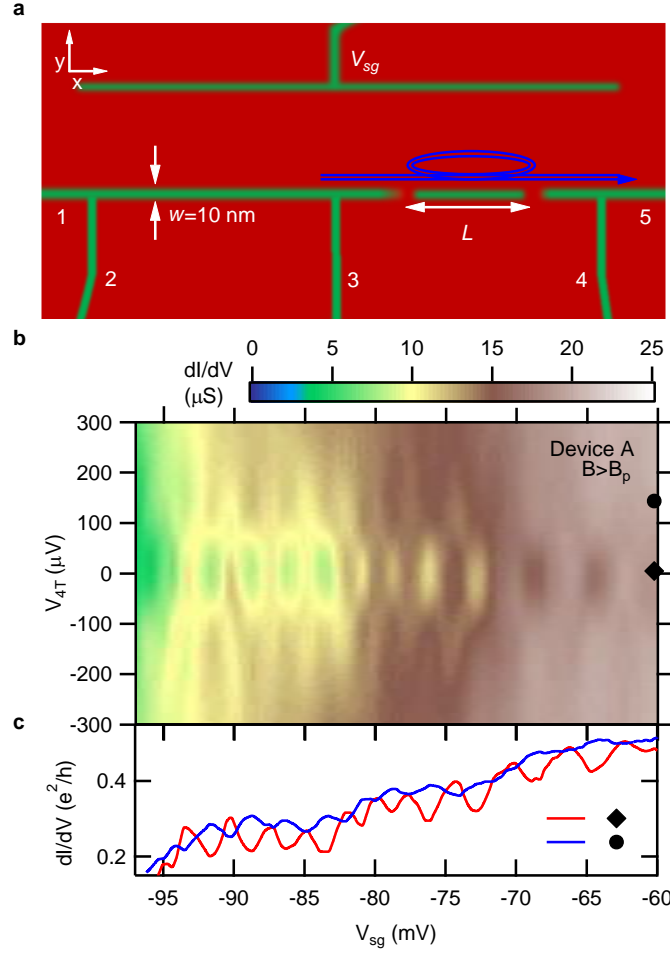 a
y
x
V_sg
w=10 nm
L
1
2
3
4
5
b
dI/dV
(μS)
0 5 10 15 20 25
Device A
B>B_p
V_4T (μV)
300
200
100
0
-100
-200
-300
c
dI/dV (e²/h)
0.4
0.2
-95 -90 -85 -80 -75 -70 -65 -60
V_sg (mV)